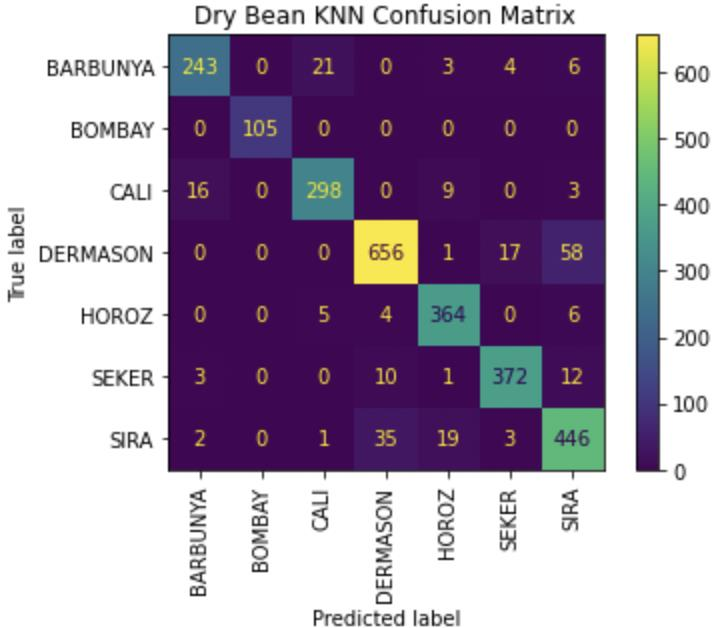 Dry Bean KNN Confusion Matrix
BARBUNYA 243 0 21 0 3 4 6
BOMBAY 0 105 0 0 0 0 0
CALI 16 0 298 0 9 0 3
DERMASON 0 0 0 656 1 17 58
HOROZ 0 0 5 4 364 0 6
SEKER 3 0 0 10 1 372 12
SIRA 2 0 1 35 19 3 446
True label
BARBUNYA
BOMBAY
CALI
DERMASON
HOROZ
SEKER
SIRA
Predicted label
600
500
400
300
200
100
0